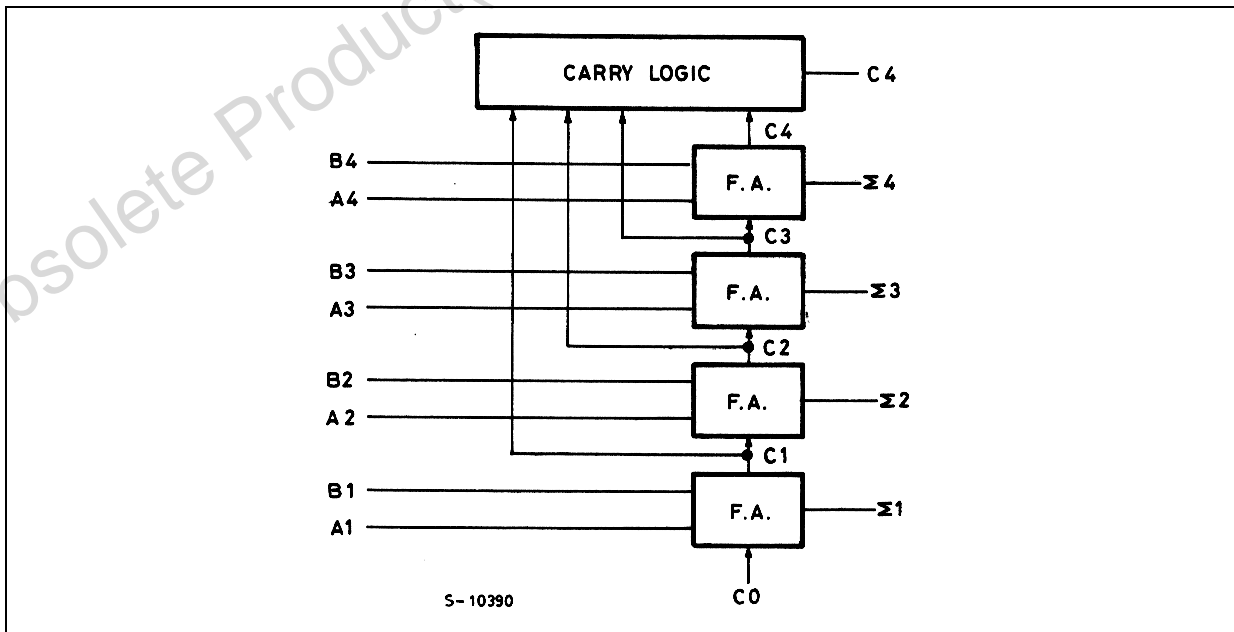 bsolete Product(
CARRY LOGIC
C4
C4
B4
F.A.
Σ4
A4
C3
B3
F.A.
Σ3
A3
C2
B2
F.A.
Σ2
A2
C1
B1
F.A.
Σ1
A1
C0
S-10390